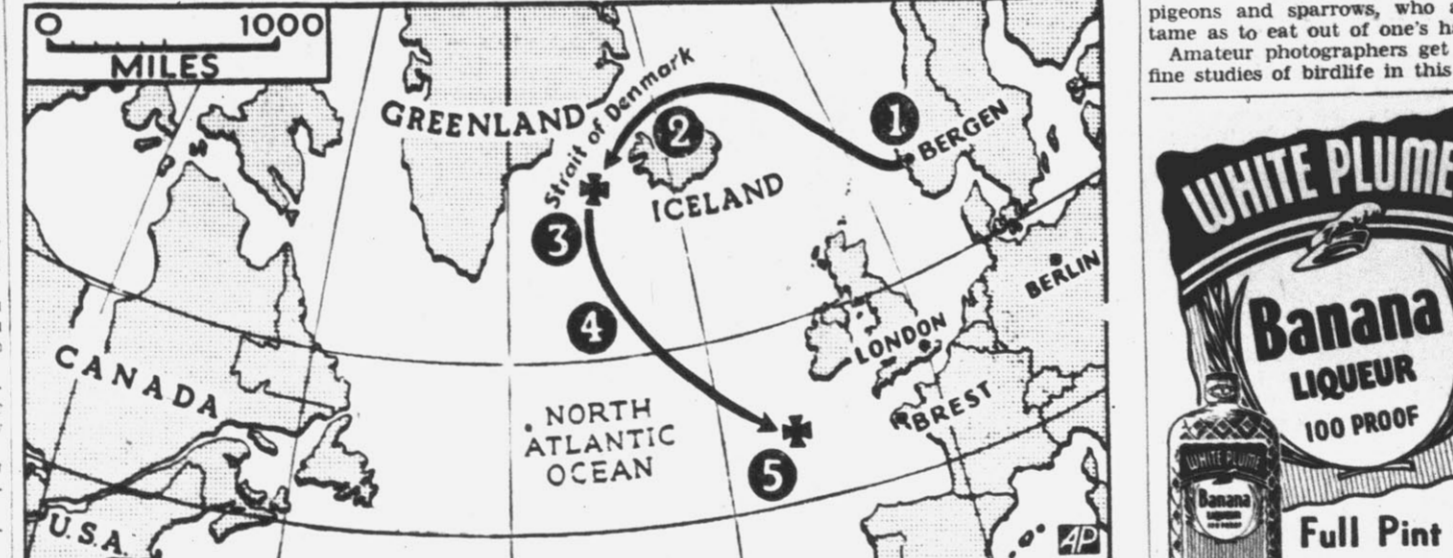 0 1000
MILES
GREENLAND
Strait of Denmark
1
2
BERGEN
ICELAND
3
4
BERLIN
LONDON
CANADA
NORTH
ATLANTIC
OCEAN
BREST
5
U.S.A.
AP
pigeons and sparrows, who
tame as to eat out of one's
Amateur photographers get
fine studies of birdlife in this
WHITE PLUME
Banana
LIQUEUR
100 PROOF
WHITE PLUME
Banana
Full Pint